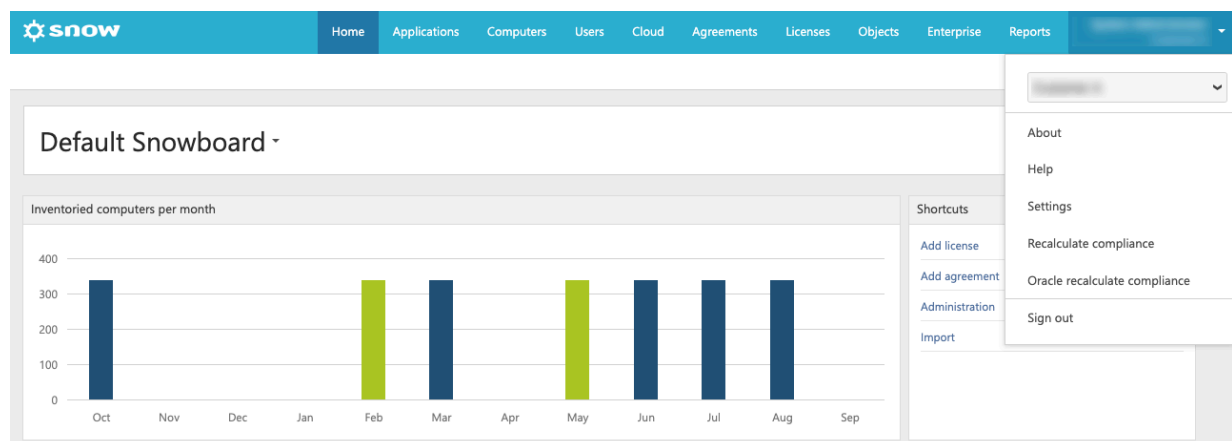 snow
Home Applications Computers Users Cloud Agreements Licenses Objects Enterprise Reports
About
Help
Settings
Recalculate compliance
Oracle recalculate compliance
Sign out
Default Snowboard
Inventoried computers per month
400
300
200
100
0
Oct Nov Dec Jan Feb Mar Apr May Jun Jul Aug Sep
Shortcuts
Add license
Add agreement
Administration
Import